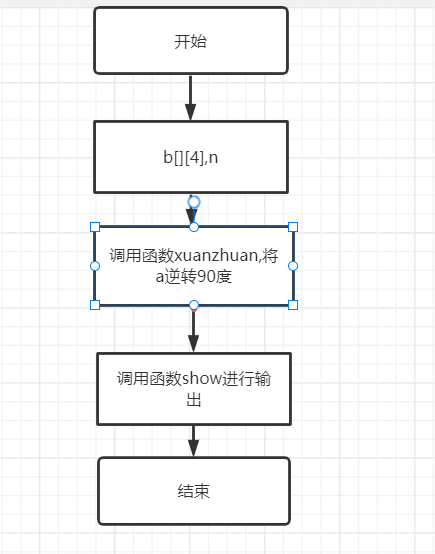 开始
b[][4],n
调用函数xuanzhuan,将
a逆转90度
调用函数show进行输
出
结束